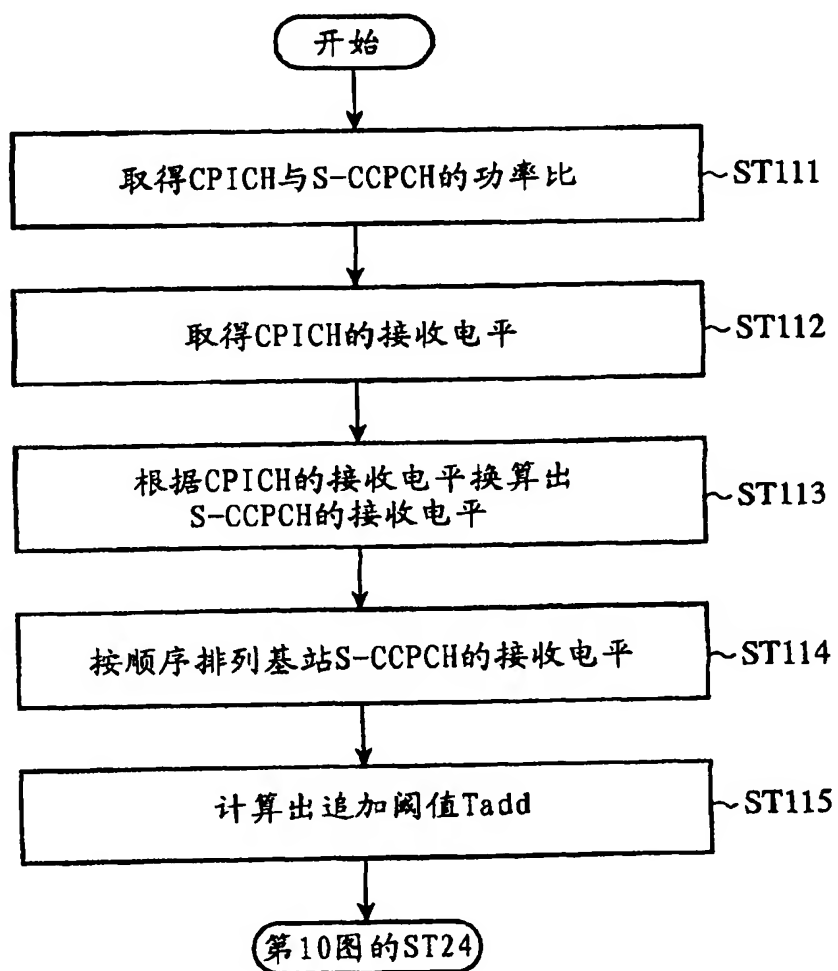 开始
取得CPICH与S-CCPCH的功率比
~ST111
取得CPICH的接收电平
~ST112
根据CPICH的接收电平换算出
S-CCPCH的接收电平
~ST113
按顺序排列基站S-CCPCH的接收电平
~ST114
计算出追加阈值Tadd
~ST115
第10图的ST24